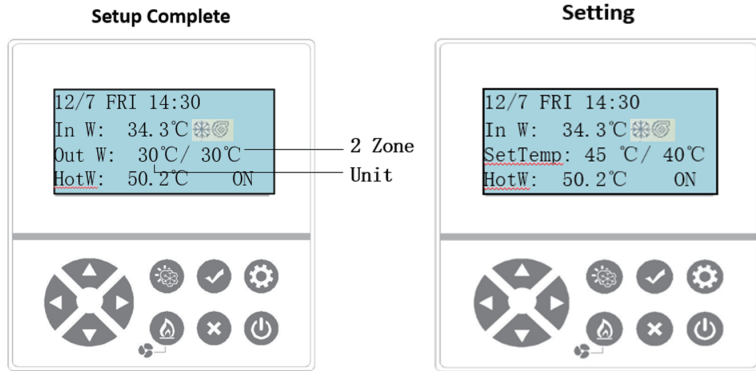 Setup Complete
12/7 FRI 14:30
In W: 34.3℃
Out W: 30℃/ 30℃
HotW: 50.2℃ ON
2 Zone
Unit
Setting
12/7 FRI 14:30
In W: 34.3℃
SetTemp: 45 ℃/ 40℃
HotW: 50.2℃ ON